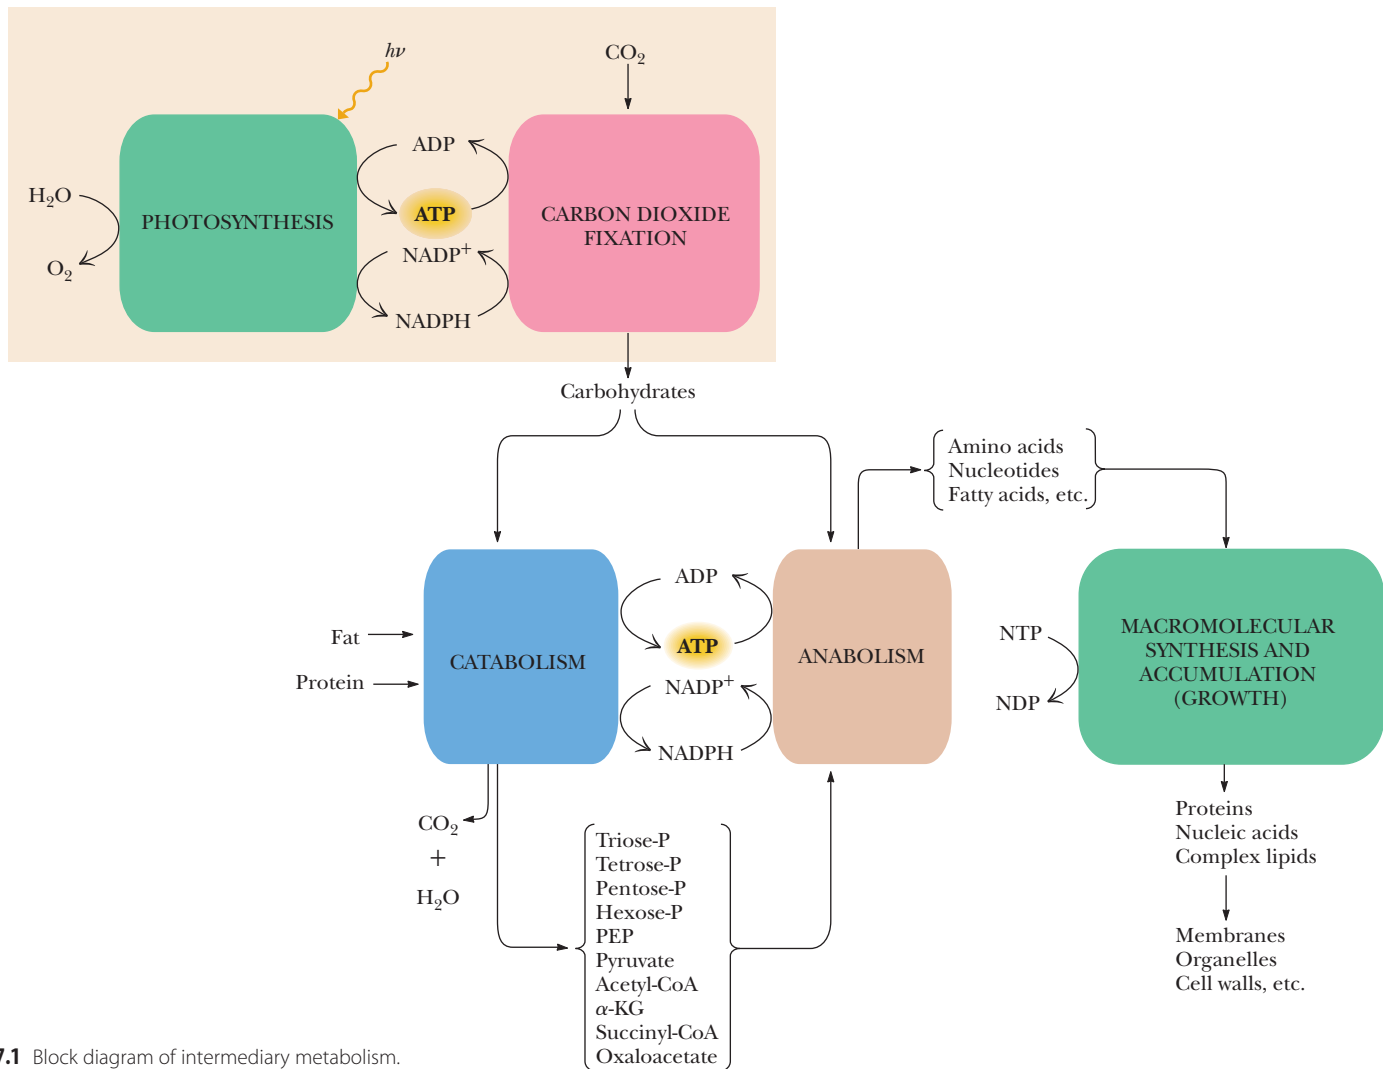 hν
CO₂
ADP
H₂O
ATP
PHOTOSYNTHESIS
CARBON DIOXIDE
FIXATION
NADP⁺
O₂
NADPH
Carbohydrates
Amino acids
Nucleotides
Fatty acids, etc.
ADP
Fat
ATP
CATABOLISM
ANABOLISM
Protein
NADP⁺
NADPH
NTP
NDP
MACROMOLECULAR
SYNTHESIS AND
ACCUMULATION
(GROWTH)
CO₂
+
H₂O
Triose-P
Tetrose-P
Pentose-P
Hexose-P
PEP
Pyruvate
Acetyl-CoA
α-KG
Succinyl-CoA
Oxaloacetate
Proteins
Nucleic acids
Complex lipids
Membranes
Organelles
Cell walls, etc.
7.1 Block diagram of intermediary metabolism.